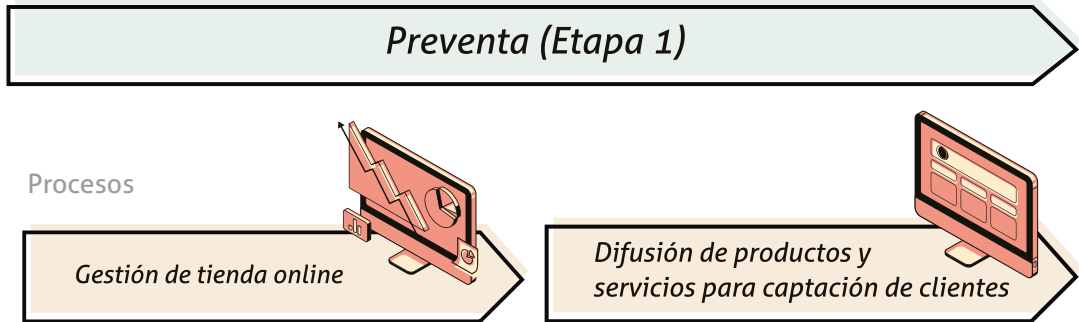 Preventa (Etapa 1)
Procesos
Gestión de tienda online
Difusión de productos y
servicios para captación de clientes